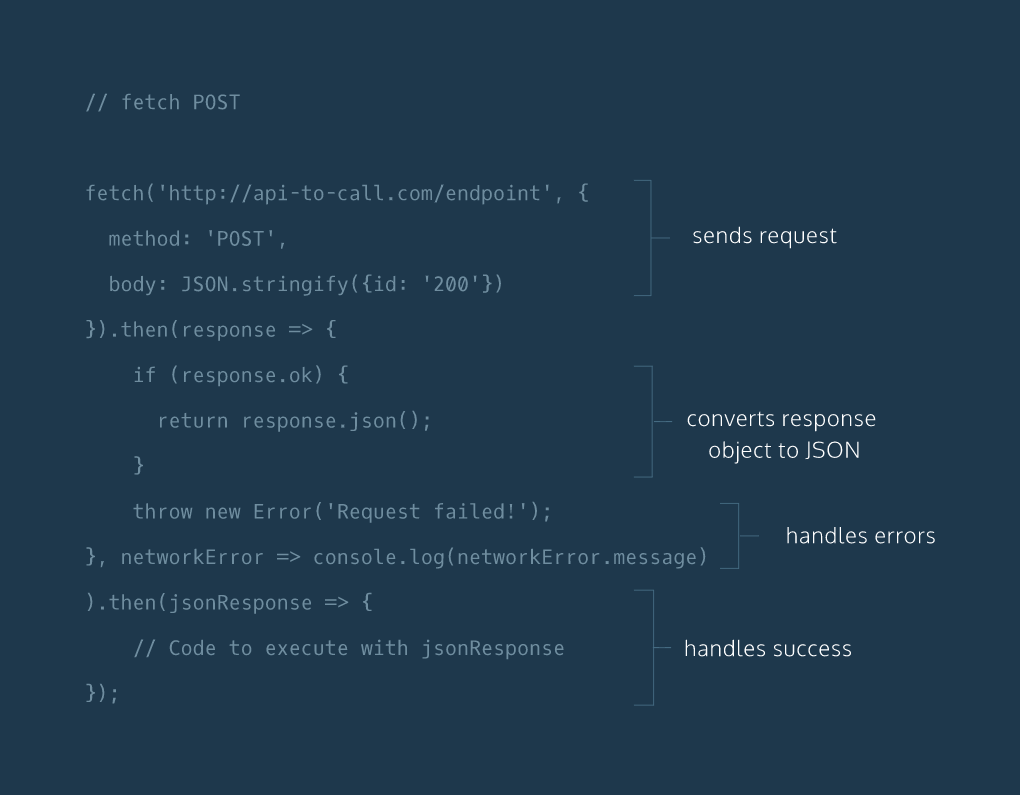 // fetch POST
fetch('http://api-to-call.com/endpoint', {
  method: 'POST',
  body: JSON.stringify({id: '200'})
sends request
}).then(response => {
    if (response.ok) {
      return response.json();
    }
converts response
object to JSON
    throw new Error('Request failed!');
}, networkError => console.log(networkError.message)
handles errors
).then(jsonResponse => {
    // Code to execute with jsonResponse
});
handles success